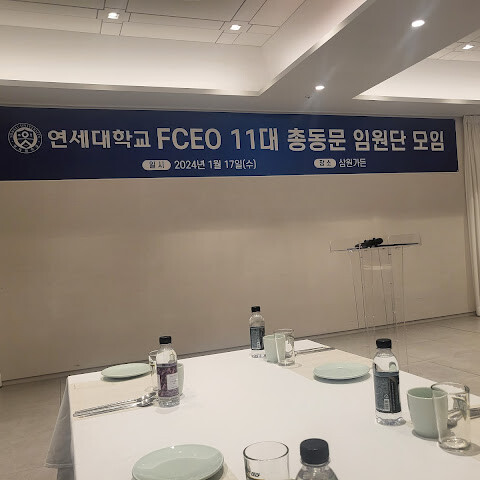 연세대학교 FCEO 11대 총동문 임원단 모임
일 시 2024년 1월 17일(수) 장 소 삼원가든